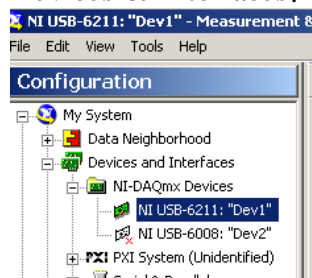 NI USB-6211: "Dev1" - Measurement &
File Edit View Tools Help
Configuration
My System
Data Neighborhood
Devices and Interfaces
NI-DAQmx Devices
NI USB-6211: "Dev1"
NI USB-6008: "Dev2"
PXI PXI System (Unidentified)